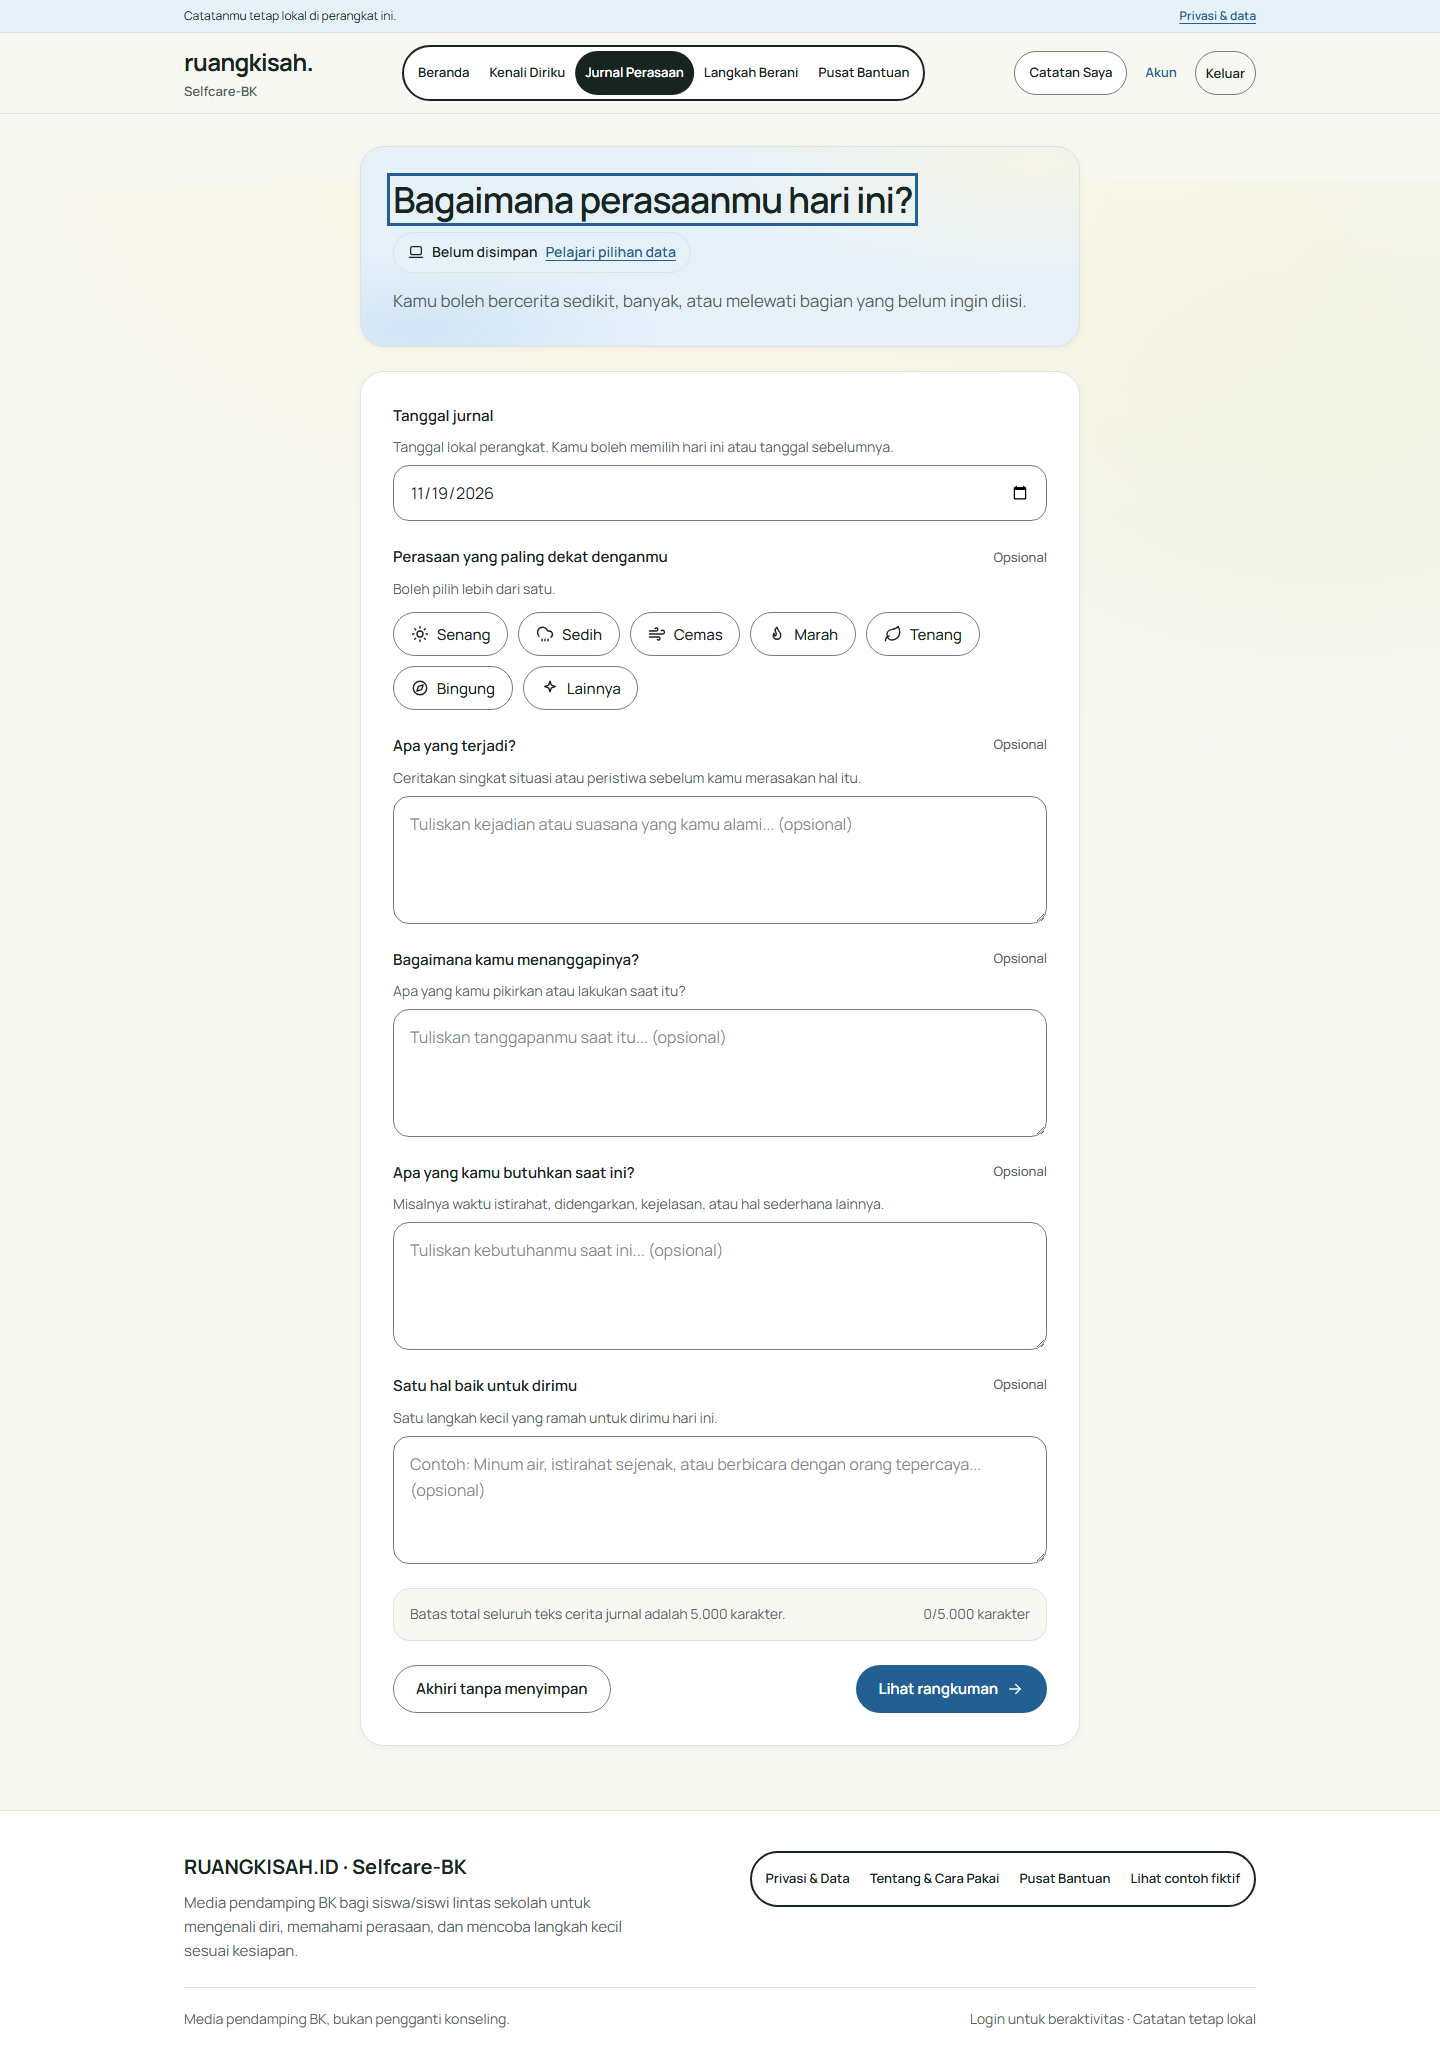 Catatanmu tetap lokal di perangkat ini.
Privasi & data
ruangkisah.
Selfcare-BK
Beranda
Kenali Diriku
Jurnal Perasaan
Langkah Berani
Pusat Bantuan
Catatan Saya
Akun
Keluar
Bagaimana perasaanmu hari ini?
Belum disimpan Pelajari pilihan data
Kamu boleh bercerita sedikit, banyak, atau melewati bagian yang belum ingin diisi.
Tanggal jurnal
Tanggal lokal perangkat. Kamu boleh memilih hari ini atau tanggal sebelumnya.
11/19/2026
Perasaan yang paling dekat denganmu
Opsional
Boleh pilih lebih dari satu.
Senang
Sedih
Cemas
Marah
Tenang
Bingung
Lainnya
Apa yang terjadi?
Opsional
Ceritakan singkat situasi atau peristiwa sebelum kamu merasakan hal itu.
Tuliskan kejadian atau suasana yang kamu alami... (opsional)
Bagaimana kamu menanggapinya?
Opsional
Apa yang kamu pikirkan atau lakukan saat itu?
Tuliskan tanggapanmu saat itu... (opsional)
Apa yang kamu butuhkan saat ini?
Opsional
Misalnya waktu istirahat, didengarkan, kejelasan, atau hal sederhana lainnya.
Tuliskan kebutuhanmu saat ini... (opsional)
Satu hal baik untuk dirimu
Opsional
Satu langkah kecil yang ramah untuk dirimu hari ini.
Contoh: Minum air, istirahat sejenak, atau berbicara dengan orang tepercaya...
(opsional)
Batas total seluruh teks cerita jurnal adalah 5.000 karakter.
0/5.000 karakter
Akhiri tanpa menyimpan
Lihat rangkuman
RUANGKISAH.ID · Selfcare-BK
Media pendamping BK bagi siswa/siswi lintas sekolah untuk
mengenali diri, memahami perasaan, dan mencoba langkah kecil
sesuai kesiapan.
Privasi & Data
Tentang & Cara Pakai
Pusat Bantuan
Lihat contoh fiktif
Media pendamping BK, bukan pengganti konseling.
Login untuk beraktivitas · Catatan tetap lokal